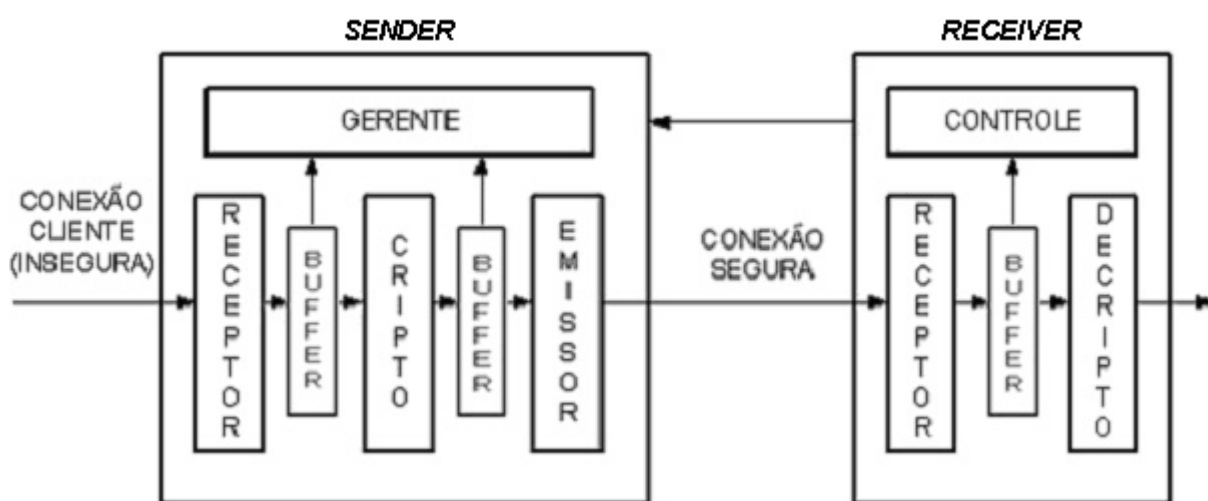 SENDER
RECEIVER
GERENTE
CONTROLE
CONEXÃO
CLIENTE
(INSEGURA)
RECEPTOR
BUFFER
CRIPTO
BUFFER
EMISSOR
CONEXÃO
SEGURA
RECEPTOR
BUFFER
DECRIPTO